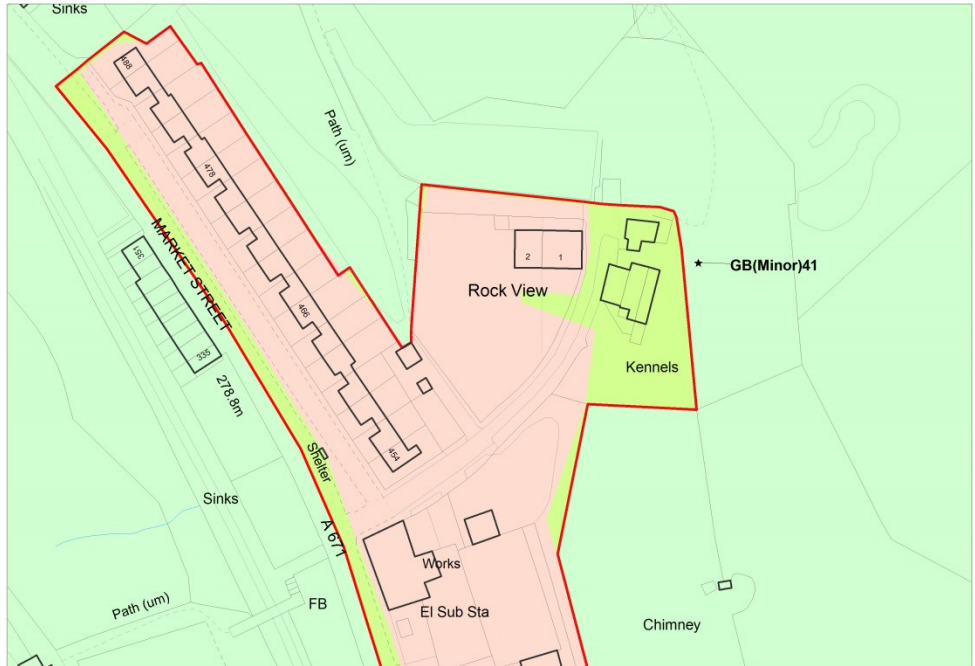 Sinks
488
Path (um)
478
MARKET STREET
351
2
1
GB(Minor)41
Rock View
466
335
Kennels
278.8m
454
Shelter
Sinks
A 671
Works
El Sub Sta
Path (um)
FB
Chimney